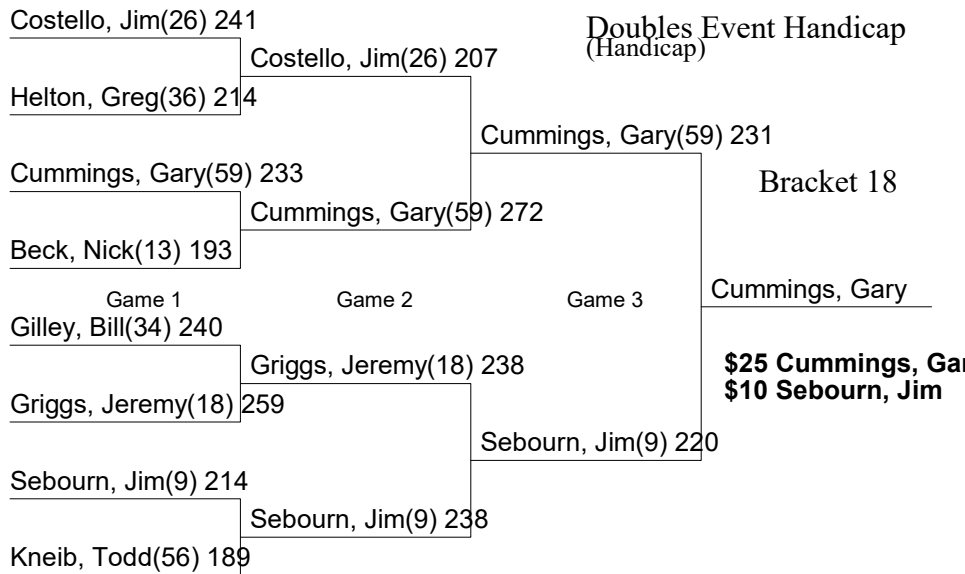 Costello, Jim(26) 241
Doubles Event Handicap
(Handicap)
Costello, Jim(26) 207
Helton, Greg(36) 214
Cummings, Gary(59) 231
Cummings, Gary(59) 233
Bracket 18
Cummings, Gary(59) 272
Beck, Nick(13) 193
Game 1
Game 2
Game 3
Cummings, Gary
Gilley, Bill(34) 240
Griggs, Jeremy(18) 238
$25 Cummings, Gar
$10 Sebourn, Jim
Griggs, Jeremy(18) 259
Sebourn, Jim(9) 220
Sebourn, Jim(9) 214
Sebourn, Jim(9) 238
Kneib, Todd(56) 189